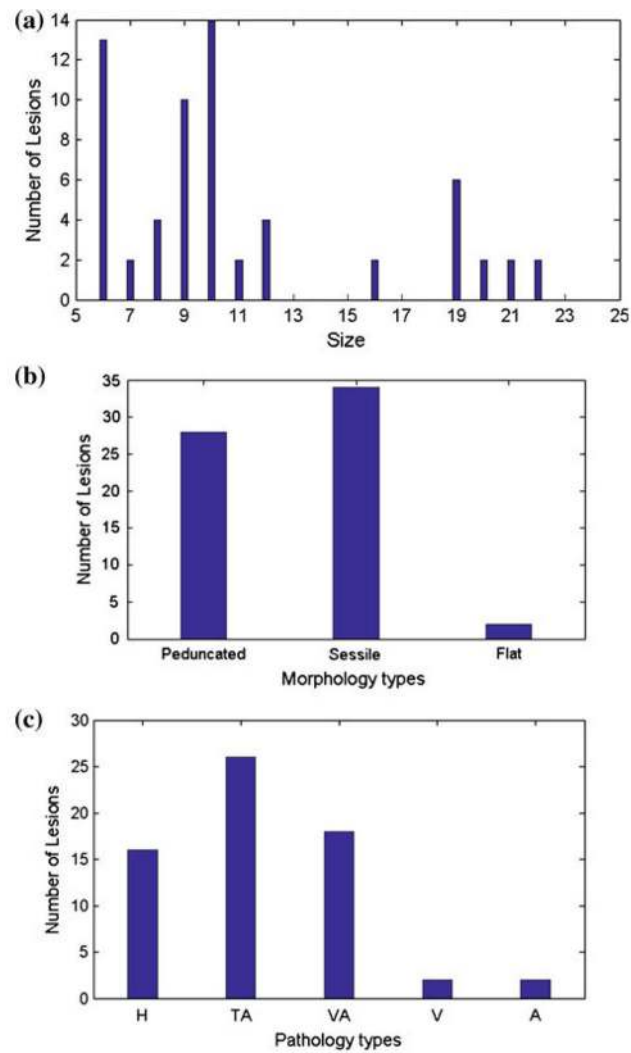 (a)
14
12
10
8
6
4
2
0
Number of Lesions
5 7 9 11 13 15 17 19 21 23 25
Size
(b)
35
30
25
20
15
10
5
0
Number of Lesions
Peduncated Sessile Flat
Morphology types
(c)
30
25
20
15
10
5
0
Number of Lesions
H TA VA V A
Pathology types